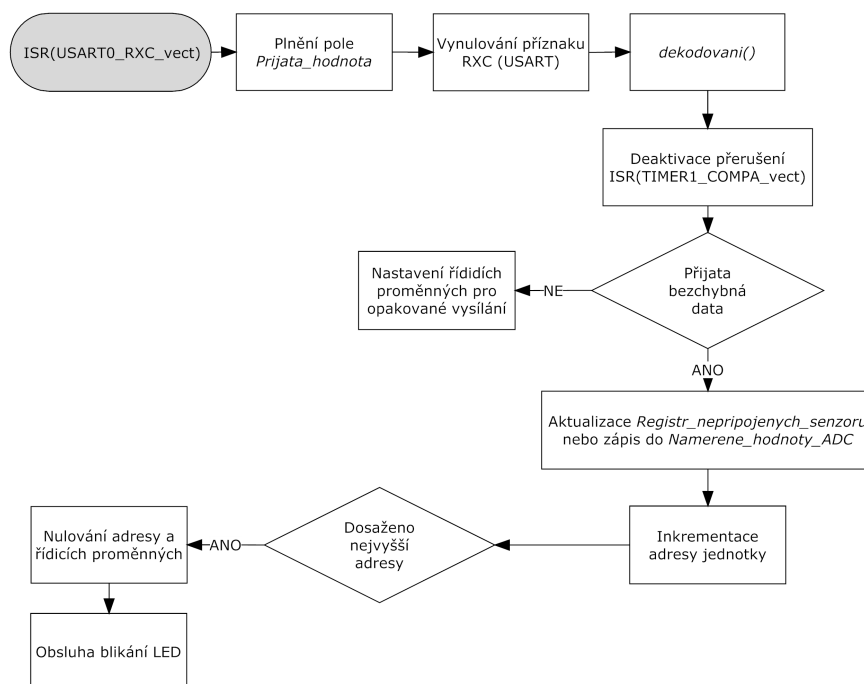 ISR(USART0_RXC_vect)
Plnění pole
Prijata_hodnota
Vynulování příznaku
RXC (USART)
dekodovani()
Deaktivace přerušení
ISR(TIMER1_COMPA_vect)
Přijata
bezchybná
data
NE
Nastavení řídidích
proměnných pro
opakované vysílání
ANO
Aktualizace Registr_nepripojenych_senzoru
nebo zápis do Namerene_hodnoty_ADC
Inkrementace
adresy jednotky
Dosaženo
nejvyšší
adresy
ANO
Nulování adresy a
řídicích proměnných
Obsluha blikání LED